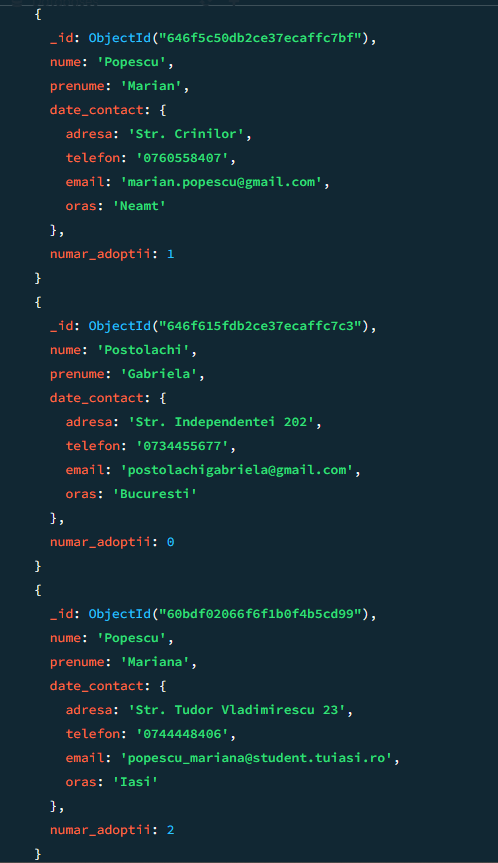 {
_id: ObjectId("646f5c50db2ce37ecaffc7bf"),
nume: 'Popescu',
prenume: 'Marian',
date_contact: {
adresa: 'Str. Crinilor',
telefon: '0760558407',
email: 'marian.popescu@gmail.com',
oras: 'Neamt'
},
numar_adoptii: 1
}
{
_id: ObjectId("646f615fdb2ce37ecaffc7c3"),
nume: 'Postolachi',
prenume: 'Gabriela',
date_contact: {
adresa: 'Str. Independentei 202',
telefon: '0734455677',
email: 'postolachigabriela@gmail.com',
oras: 'Bucuresti'
},
numar_adoptii: 0
}
{
_id: ObjectId("60bdf02066f6f1b0f4b5cd99"),
nume: 'Popescu',
prenume: 'Mariana',
date_contact: {
adresa: 'Str. Tudor Vladimirescu 23',
telefon: '0744448406',
email: 'popescu_mariana@student.tuiasi.ro',
oras: 'Iasi'
},
numar_adoptii: 2
}